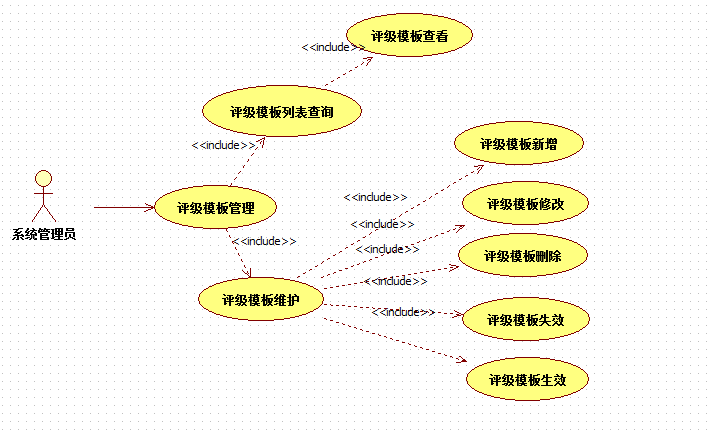 评级模板查看
<<include>>
评级模板列表查询
<<include>>
评级模板新增
系统管理员
评级模板管理
<<include>>
评级模板修改
<<include>>
<<include>>
<<include>>
评级模板删除
评级模板维护
<<include>>
<<include>>
评级模板失效
评级模板生效